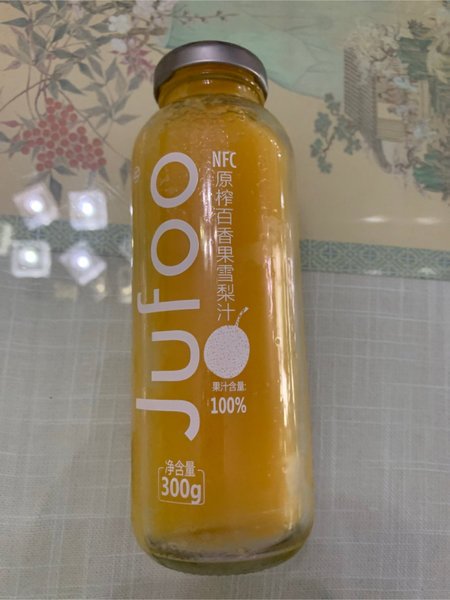 Jufoo
®
NFC
原榨百香果雪梨汁
果汁含量:
100%
净含量
300g